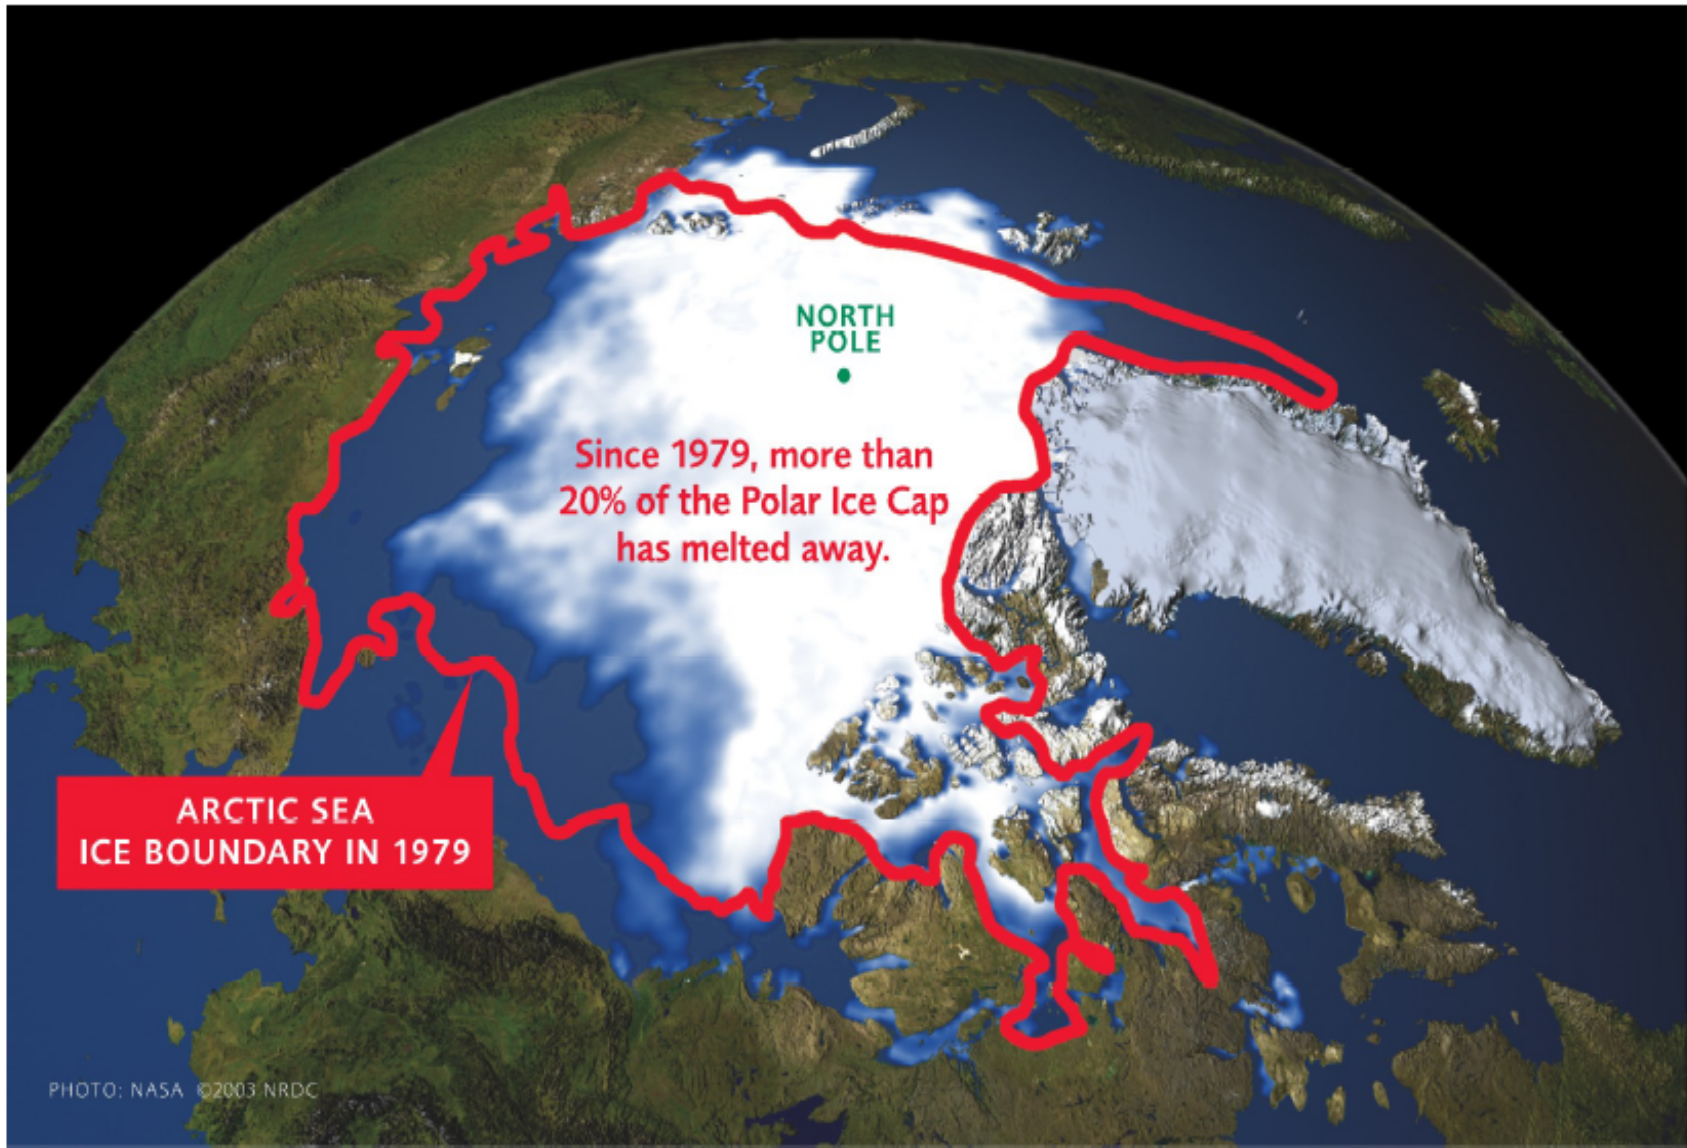 NORTH
POLE
Since 1979, more than
20% of the Polar Ice Cap
has melted away.
ARCTIC SEA
ICE BOUNDARY IN 1979
PHOTO: NASA ©2003 NRDC